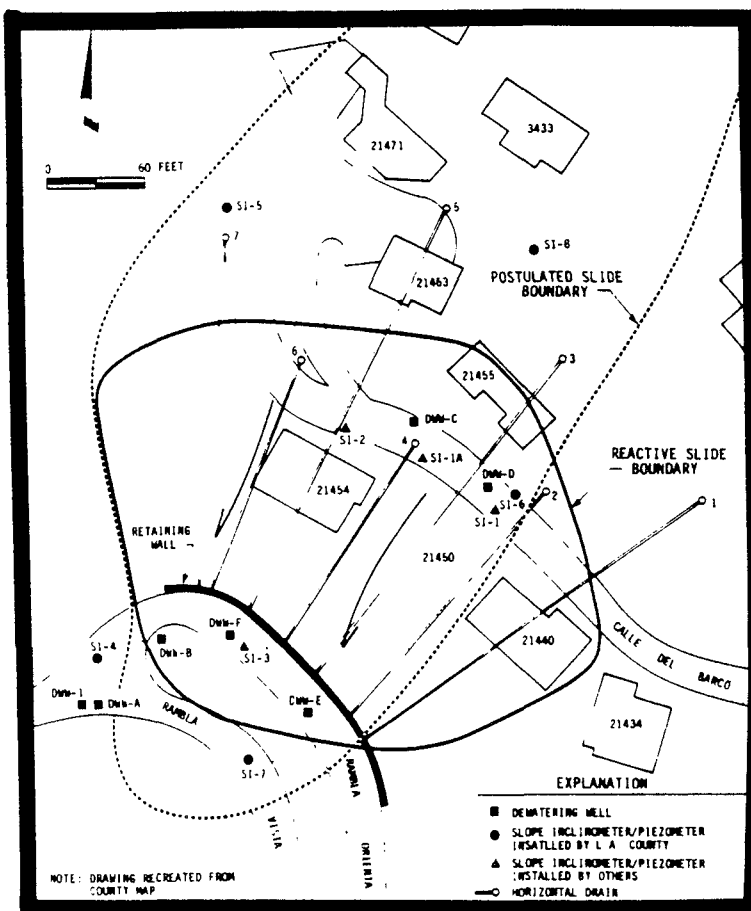 0 60 FEET
21471
3433
SI-5
7
5
SI-8
21463
POSTULATED SLIDE
BOUNDARY
6
3
21455
DWW-C
SI-2
4
SI-1A
REACTIVE SLIDE
BOUNDARY
DWW-D
21454
SI-6
2
1
SI-1
RETAINING
WALL
21450
DWW-F
21440
CALLE DEL BARCO
SI-4
DWW-B
SI-3
DWW-1
DWW-A
RAMBLA
DWW-E
21434
SI-7
RAMBLA
VISTA
ORIENTA
EXPLANATION
DEWATERING WELL
SLOPE INCLINOMETER/PIEZOMETER
INSATLLED BY L A COUNTY
SLOPE INCLINOMETER/PIEZOMETER
INSTALLED BY OTHERS
HORIZONTAL DRAIN
NOTE: DRAWING RECREATED FROM
COUNTY MAP